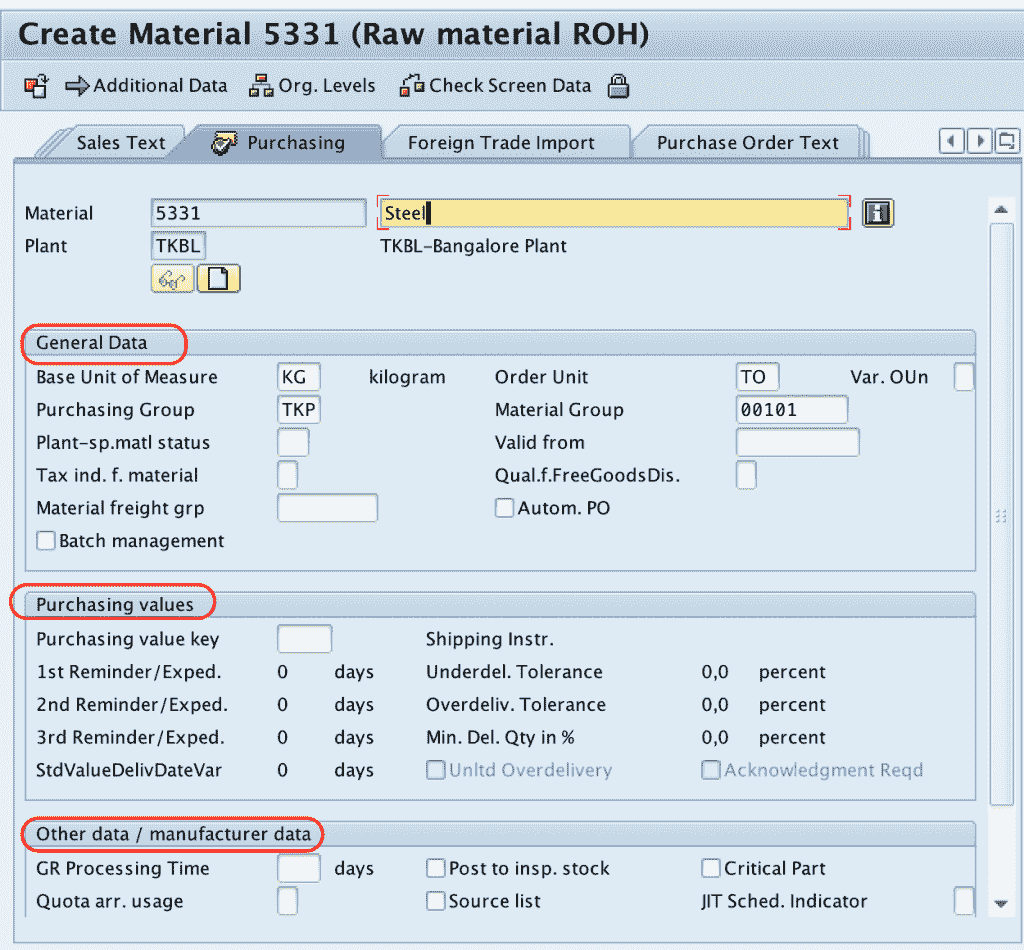 Create Material 5331 (Raw material ROH)
Additional Data Org. Levels Check Screen Data
Sales Text Purchasing Foreign Trade Import Purchase Order Text
Material 5331 Steel
Plant TKBL TKBL-Bangalore Plant
General Data
Base Unit of Measure KG kilogram Order Unit TO Var. OUn
Purchasing Group TKP Material Group 00101
Plant-sp.matl status Valid from
Tax ind. f. material Qual.f.FreeGoodsDis.
Material freight grp Autom. PO
Batch management
Purchasing values
Purchasing value key Shipping Instr.
1st Reminder/Exped. 0 days Underdel. Tolerance 0,0 percent
2nd Reminder/Exped. 0 days Overdeliv. Tolerance 0,0 percent
3rd Reminder/Exped. 0 days Min. Del. Qty in % 0,0 percent
StdValueDelivDateVar 0 days Unltd Overdelivery Acknowledgment Reqd
Other data / manufacturer data
GR Processing Time days Post to insp. stock Critical Part
Quota arr. usage Source list JIT Sched. Indicator